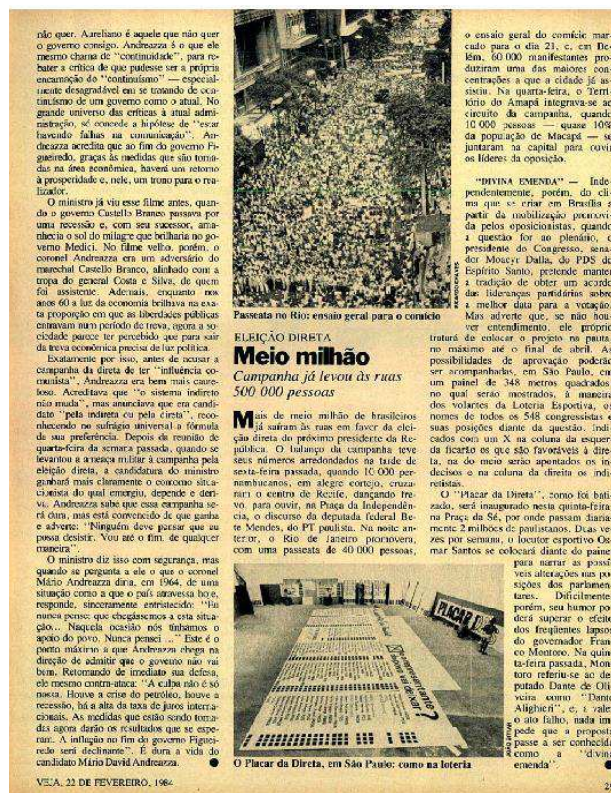 não quer. Aureliano é aquele que não quer
o governo consigo. Andreazza é o que ele
mesmo chama de "continuidade", para re-
bater a crítica de que pudesse ser a própria
encarnação do "continuísmo" — especial-
mente desagradável em se tratando de con-
tinuísmo de um governo como o atual. No
grande universo das críticas à atual admi-
nistração, só concede a hipótese de "estar
havendo falhas na comunicação". An-
dreazza acredita que ao fim do governo Fi-
gueiredo, graças às medidas que são toma-
das na área econômica, haverá um retorno
à prosperidade e, nele, um trono para o rea-
lizador.
O ministro já viu esse filme antes, quan-
do o governo Castello Branco passava por
uma recessão e, com seu sucessor, ama-
nhecia o sol do milagre que brilharia no go-
verno Medici. No filme velho, porém, o
coronel Andreazza era um adversário do
marechal Castello Branco, alinhado com a
tropa do general Costa e Silva, de quem
foi assistente. Ademais, enquanto nos
anos 60 a luz da economia brilhava na exa-
ta proporção em que as liberdades públicas
entravam num período de treva, agora a so-
ciedade parece ter percebido que para sair
da treva econômica precisa de luz política.
Exatamente por isso, antes de acusar a
campanha da direta de ter "influência co-
munista", Andreazza era bem mais caute-
loso. Acreditava que "o sistema indireto
não muda", mas anunciava que era candi-
dato "pela indireta ou pela direta", reco-
nhecendo no sufrágio universal a fórmula
da sua preferência. Depois da reunião de
quarta-feira da semana passada, quando se
levantou a ameaça militar à campanha pela
eleição direta, a candidatura do ministro
ganhará mais claramente o contorno situa-
cionista do qual emergiu, depende e deri-
va. Andreazza sabe que essa campanha se-
rá dura, mas está convencido de que ganha
e adverte: "Ninguém deve pensar que eu
possa desistir. Vou até o fim, de qualquer
maneira".
O ministro diz isso com segurança, mas
quando se pergunta a ele o que o coronel
Mário Andreazza diria, em 1964, de uma
situação como a que o país atravessa hoje,
responde, sinceramente entristecido: "Eu
nunca pensei que chegássemos a esta situa-
ção... Naquela ocasião nós tínhamos o
apoio do povo. Nunca pensei..." Este é o
ponto máximo a que Andreazza chega na
direção de admitir que o governo não vai
bem. Retomando de imediato sua defesa,
ele mesmo contra-ataca: "A culpa não é só
nossa. Houve a crise do petróleo, houve a
recessão, há a alta da taxa de juros interna-
cionais. As medidas que estão sendo toma-
das agora darão os resultados que se espe-
ram. A inflação no fim do governo Figuei-
redo será declinante". É dura a vida do
candidato Mário David Andreazza.
VEJA, 22 DE FEVEREIRO, 1984
RICARDO CHAVES
Passeata no Rio: ensaio geral para o comício
ELEIÇÃO DIRETA
Meio milhão
Campanha já levou às ruas
500 000 pessoas
Mais de meio milhão de brasileiros
já saíram às ruas em favor da elei-
ção direta do próximo presidente da Re-
pública. O balanço da campanha teve
seus números arredondados na tarde de
sexta-feira passada, quando 10 000 per-
nambucanos, em alegre cortejo, cruza-
ram o centro de Recife, dançando fre-
vo, para ouvir, na Praça da Independên-
cia, o discurso da deputada federal Be-
te Mendes, do PT paulista. Na noite an-
terior, o Rio de Janeiro promovera,
com uma passeata de 40 000 pessoas,
PLACAR D
O Placar da Direta, em São Paulo: como na loteria
o ensaio geral do comício mar-
cado para o dia 21, e, em Be-
lém, 60 000 manifestantes pro-
duziram uma das maiores con-
centrações a que a cidade já as-
sistiu. Na quarta-feira, o Terri-
tório do Amapá integrava-se ao
circuito da campanha, quando
10 000 pessoas — quase 10%
da população de Macapá — se
juntaram na capital para ouvir
os líderes da oposição.
"DIVINA EMENDA" — Inde-
pendentemente, porém, do cli-
ma que se criar em Brasília a
partir da mobilização promovi-
da pelos oposicionistas, quando
a questão for ao plenário, o
presidente do Congresso, sena-
dor Moacyr Dalla, do PDS do
Espírito Santo, pretende manter
a tradição de obter um acordo
das lideranças partidárias sobre
a melhor data para a votação.
Mas adverte que, se não hou-
ver entendimento, ele próprio
tratará de colocar o projeto na pauta,
no máximo até o final de abril. As
possibilidades de aprovação poderão
ser acompanhadas, em São Paulo, em
um painel de 348 metros quadrados
no qual serão mostrados, à maneira
dos volantes da Loteria Esportiva, os
nomes de todos os 548 congressistas e
suas posições diante da questão. Indi-
cados com um X na coluna da esquer-
da ficarão os que são favoráveis à dire-
ta, na do meio serão apontados os in-
decisos e na coluna da direita os indi-
retistas.
O "Placar da Direta", como foi bati-
zado, será inaugurado nesta quinta-feira
na Praça da Sé, por onde passam diaria-
mente 2 milhões de paulistanos. Duas ve-
zes por semana, o locutor esportivo Os-
mar Santos se colocará diante do painel
para narrar as possí-
veis alterações nas po-
sições dos parlamen-
tares. Dificilmente,
porém, seu humor po-
derá superar o efeito
dos freqüentes lapsos
do governador Fran-
co Montoro. Na quin-
ta-feira passada, Mon-
toro referiu-se ao de-
putado Dante de Oli-
veira como "Dante
Alighieri", e, a valer
o ato falho, nada im-
pede que a proposta
passe a ser conhecida
como a "divina
emenda".